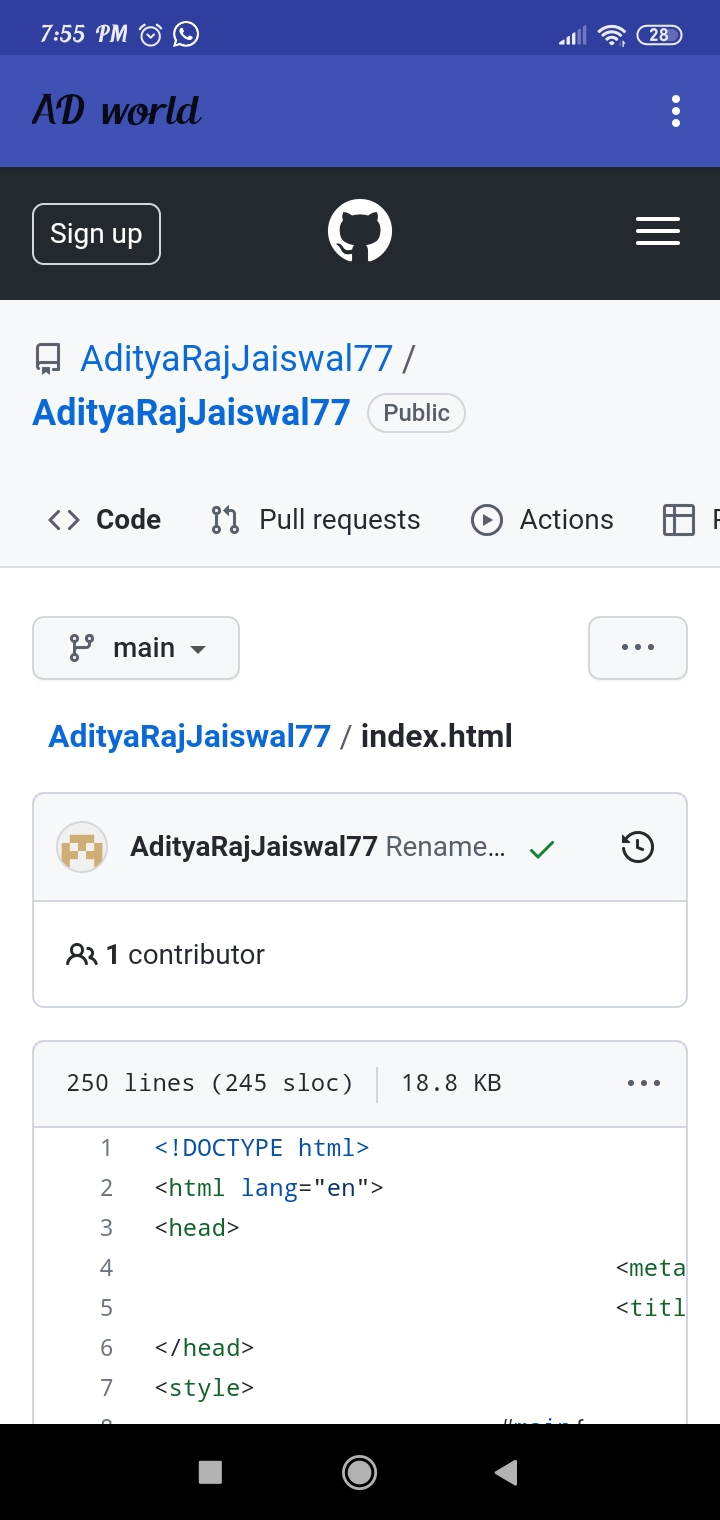 7:55 PM 28
AD world
Sign up
AdityaRajJaiswal77 /
AdityaRajJaiswal77 Public
<> Code Pull requests Actions
main ...
AdityaRajJaiswal77 / index.html
AdityaRajJaiswal77 Rename...
1 contributor
250 lines (245 sloc) 18.8 KB ...
1 <!DOCTYPE html>
2 <html lang="en">
3 <head>
4 <meta
5 <titl
6 </head>
7 <style>
8 #main{